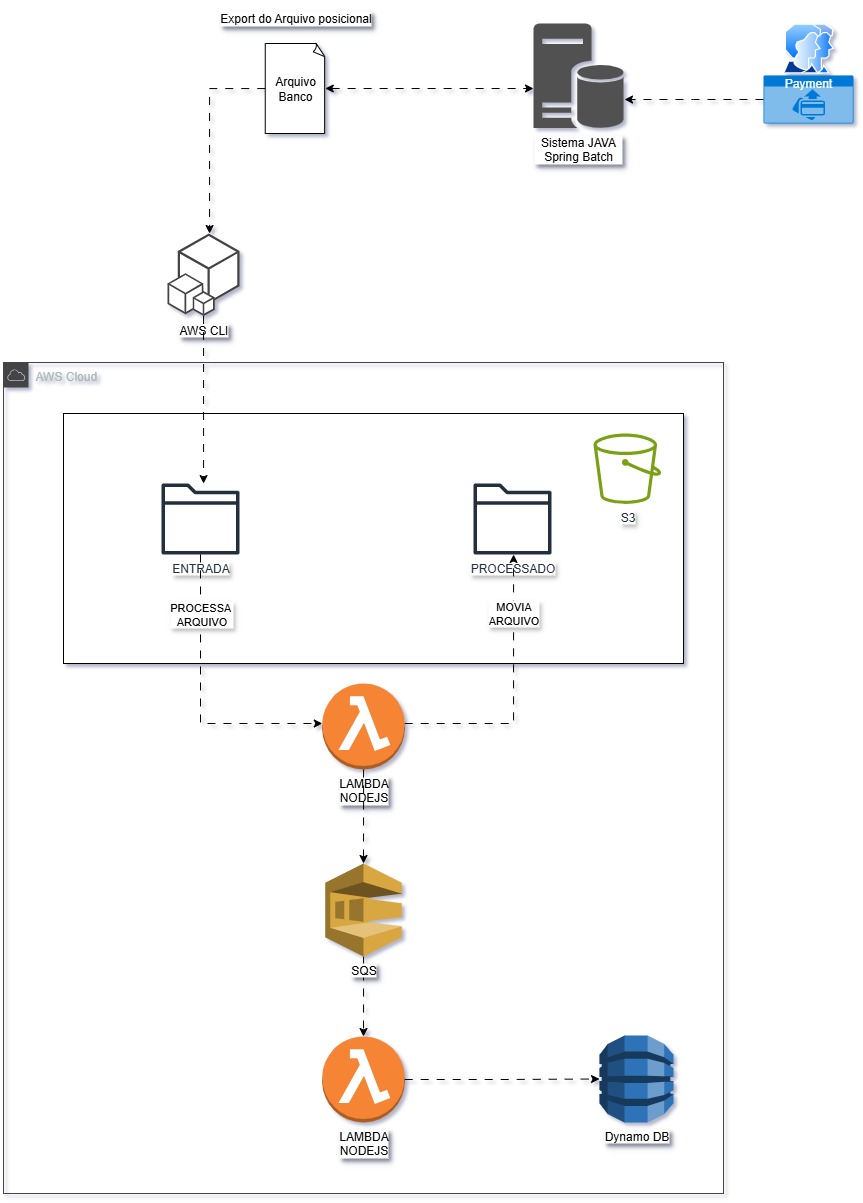 Export do Arquivo posicional
Arquivo
Banco
Payment
Sistema JAVA
Spring Batch
AWS CLI
AWS Cloud
S3
ENTRADA
PROCESSADO
PROCESSA
ARQUIVO
MOVIA
ARQUIVO
LAMBDA
NODEJS
SQS
LAMBDA
NODEJS
Dynamo DB